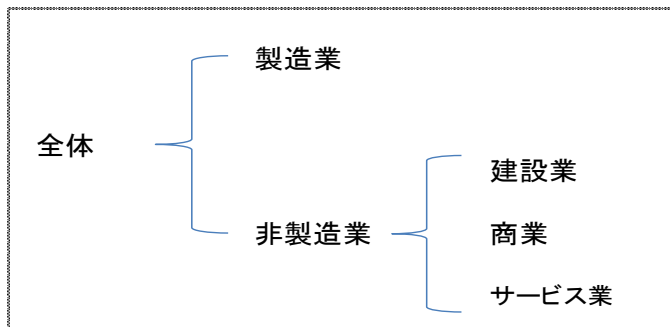 製造業
全体
建設業
非製造業
商業
サービス業